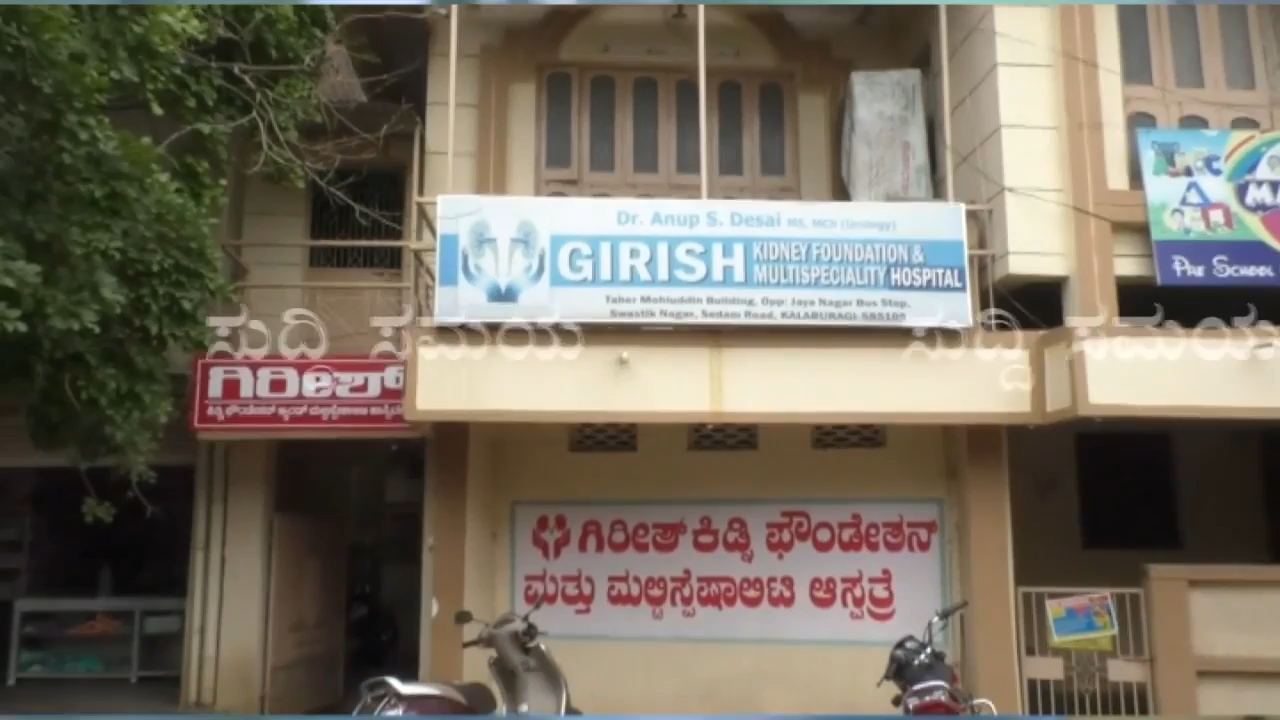 Dr. Anup S. Desai MS, MCh (Urology)
GIRISH KIDNEY FOUNDATION &
MULTISPECIALITY HOSPITAL
Taher Mohiuddin Building, Opp: Jaya Nagar Bus Stop,
Swastik Nagar, Sedam Road, KALABURAGI-585105
ಸುದ್ದಿ ಸಮಯ
ಸುದ್ದಿ ಸಮಯ
ಗಿರೀಶ್
ಗಿರೀಶ್ ಕಿಡ್ನಿ ಫೌಂಡೇಶನ್
ಮತ್ತು ಮಲ್ಟಿಸ್ಪೆಷಾಲಿಟಿ ಆಸ್ಪತ್ರೆ
PRE SCHOOL